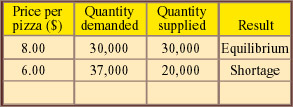 Price per pizza ($) Quantity demanded Quantity supplied Result
8.00 30,000 30,000 Equilibrium
6.00 37,000 20,000 Shortage